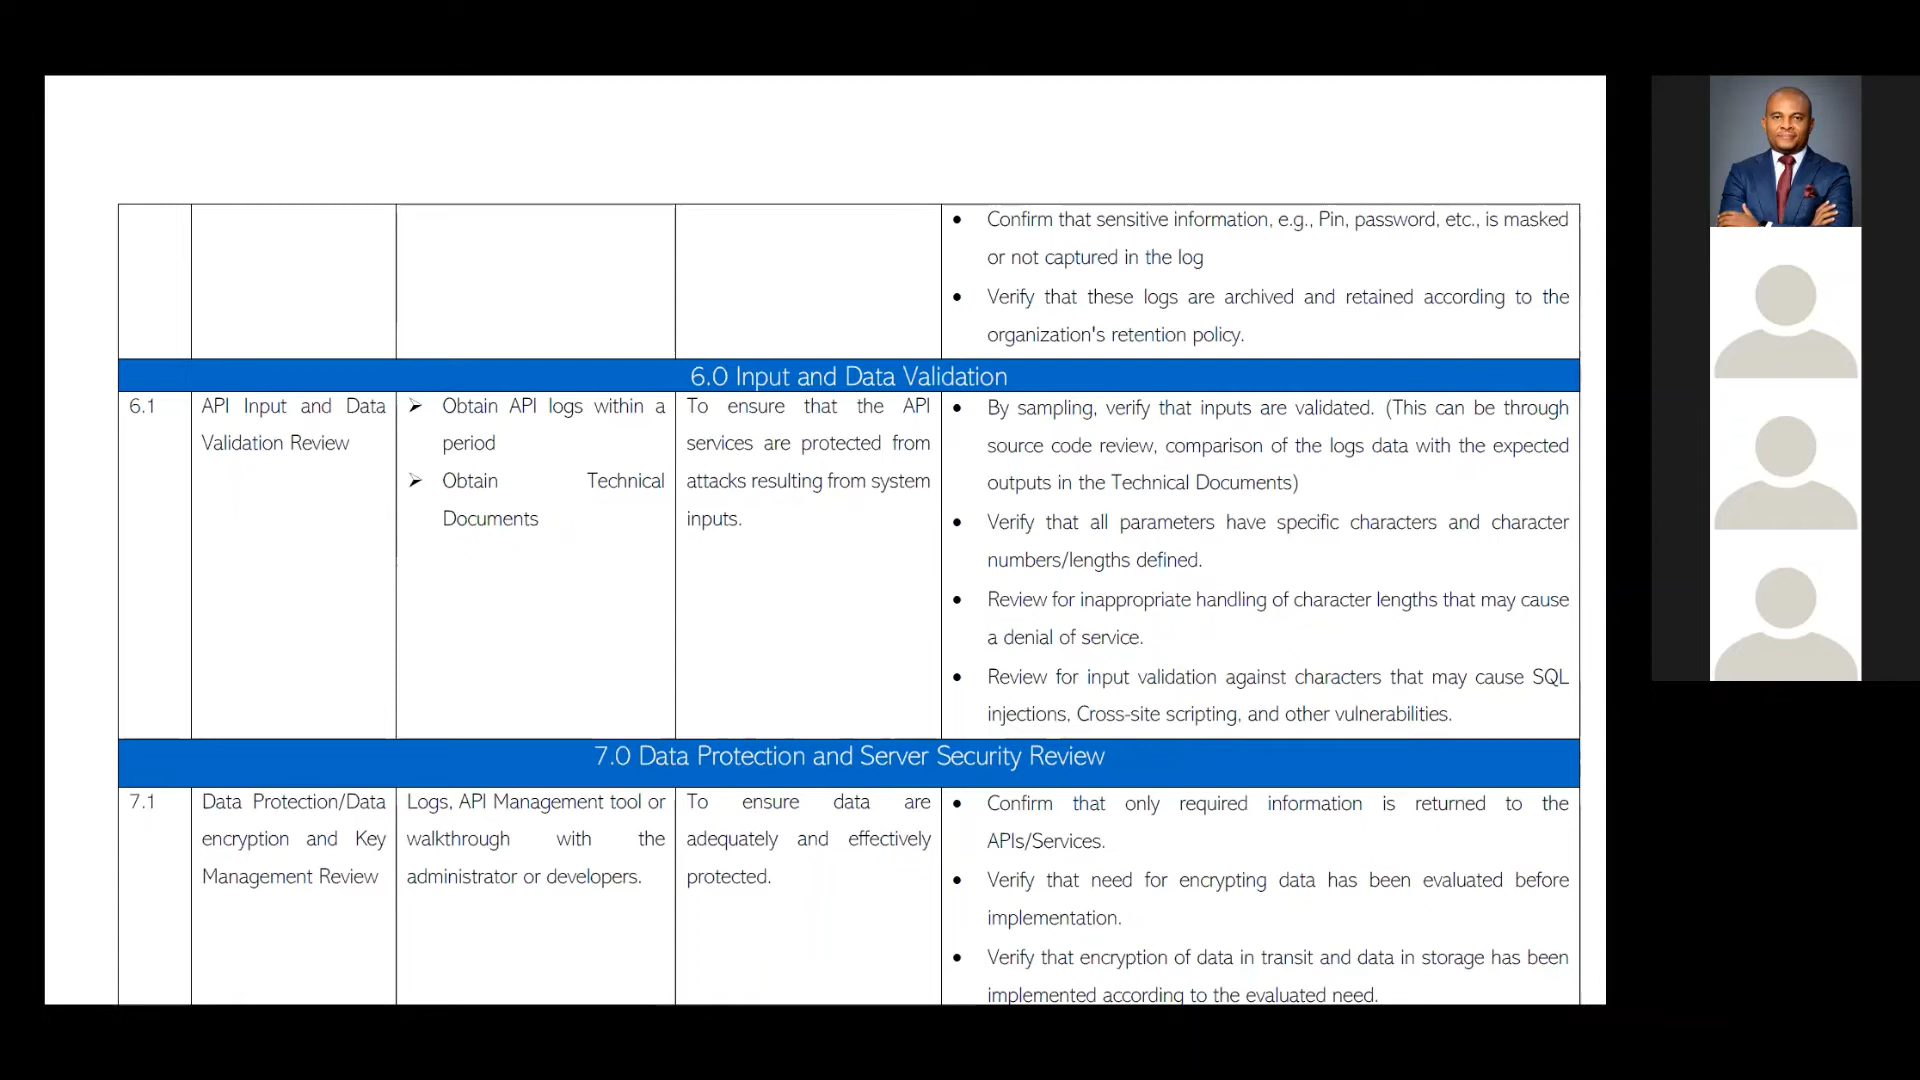 Confirm that sensitive information, e.g., Pin, password, etc., is masked
or not captured in the log
Verify that these logs are archived and retained according to the
organization's retention policy.
6.0 Input and Data Validation
6.1
API Input and Data
Validation Review
Obtain API logs within a
period
Obtain Technical
Documents
To ensure that the API
services are protected from
attacks resulting from system
inputs.
By sampling, verify that inputs are validated. (This can be through
source code review, comparison of the logs data with the expected
outputs in the Technical Documents)
Verify that all parameters have specific characters and character
numbers/lengths defined.
Review for inappropriate handling of character lengths that may cause
a denial of service.
Review for input validation against characters that may cause SQL
injections, Cross-site scripting, and other vulnerabilities.
7.0 Data Protection and Server Security Review
7.1
Data Protection/Data
encryption and Key
Management Review
Logs, API Management tool or
walkthrough with the
administrator or developers.
To ensure data are
adequately and effectively
protected.
Confirm that only required information is returned to the
APIs/Services.
Verify that need for encrypting data has been evaluated before
implementation.
Verify that encryption of data in transit and data in storage has been
implemented according to the evaluated need.